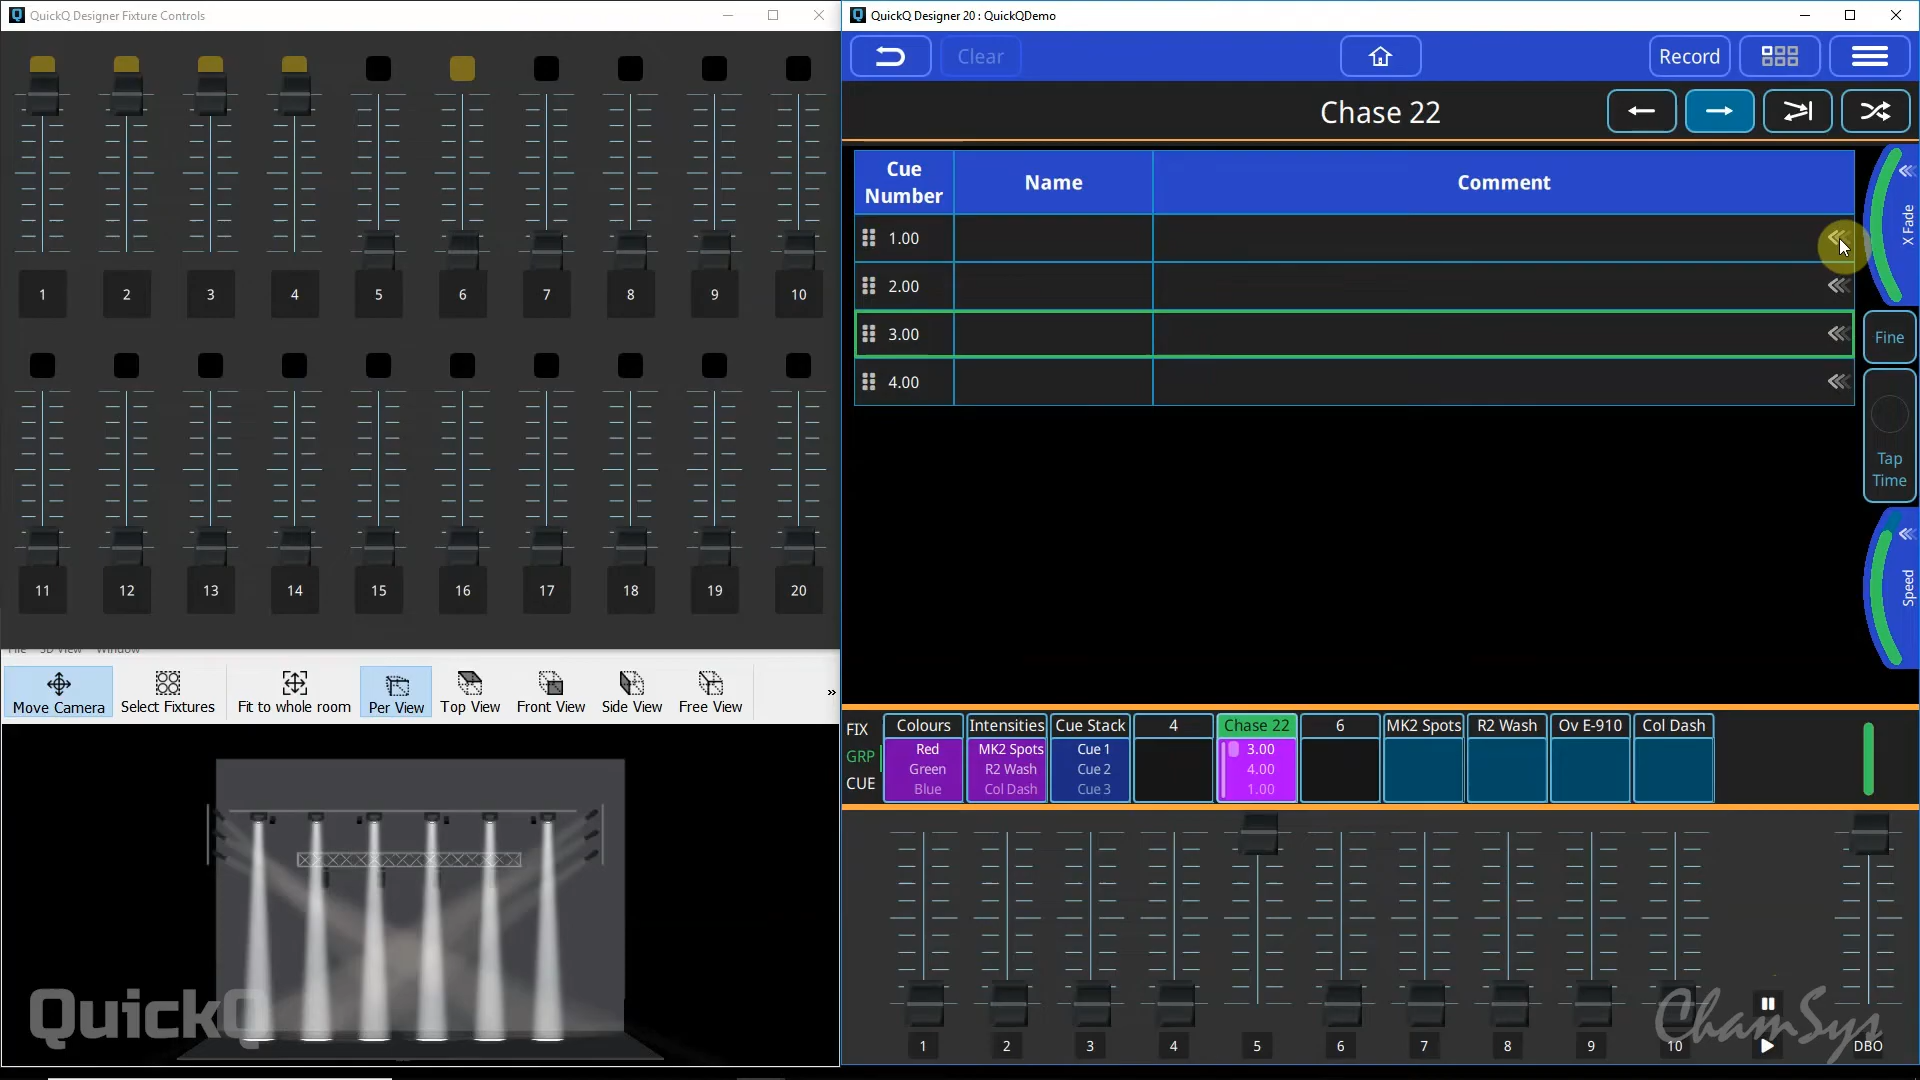 QuickQ Designer Fixture Controls
QuickQ Designer 20 : QuickQDemo
Clear
Record
Chase 22
Cue Number
Name
Comment
1.00
2.00
3.00
4.00
X Fade
Fine
Tap Time
Speed
1 2 3 4 5 6 7 8 9 10
11 12 13 14 15 16 17 18 19 20
File 3D View Window
Move Camera
Select Fixtures
Fit to whole room
Per View
Top View
Front View
Side View
Free View
FIX
GRP
CUE
Colours
Red
Green
Blue
Intensities
MK2 Spots
R2 Wash
Col Dash
Cue Stack
Cue 1
Cue 2
Cue 3
4
Chase 22
3.00
4.00
1.00
6
MK2 Spots
R2 Wash
Ov E-910
Col Dash
1 2 3 4 5 6 7 8 9 10
DBO
QuickQ
ChamSys